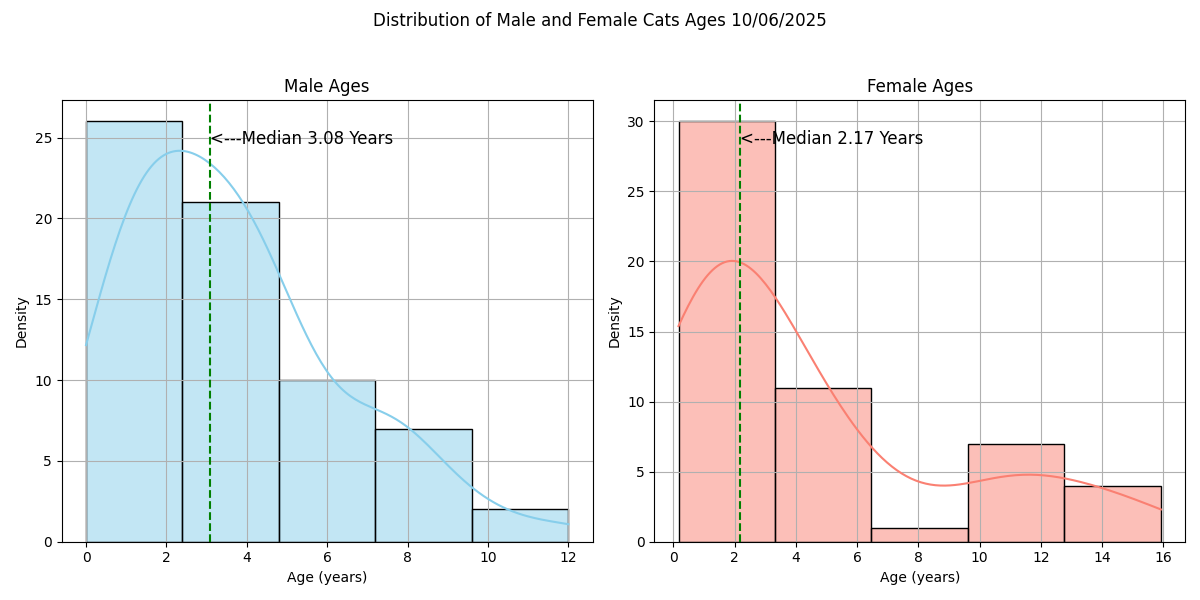 Distribution of Male and Female Cats Ages 10/06/2025
Male Ages
<---Median 3.08 Years
25
20
15
10
5
0
Density
0 2 4 6 8 10 12
Age (years)
Female Ages
<---Median 2.17 Years
30
25
20
15
10
5
0
Density
0 2 4 6 8 10 12 14 16
Age (years)